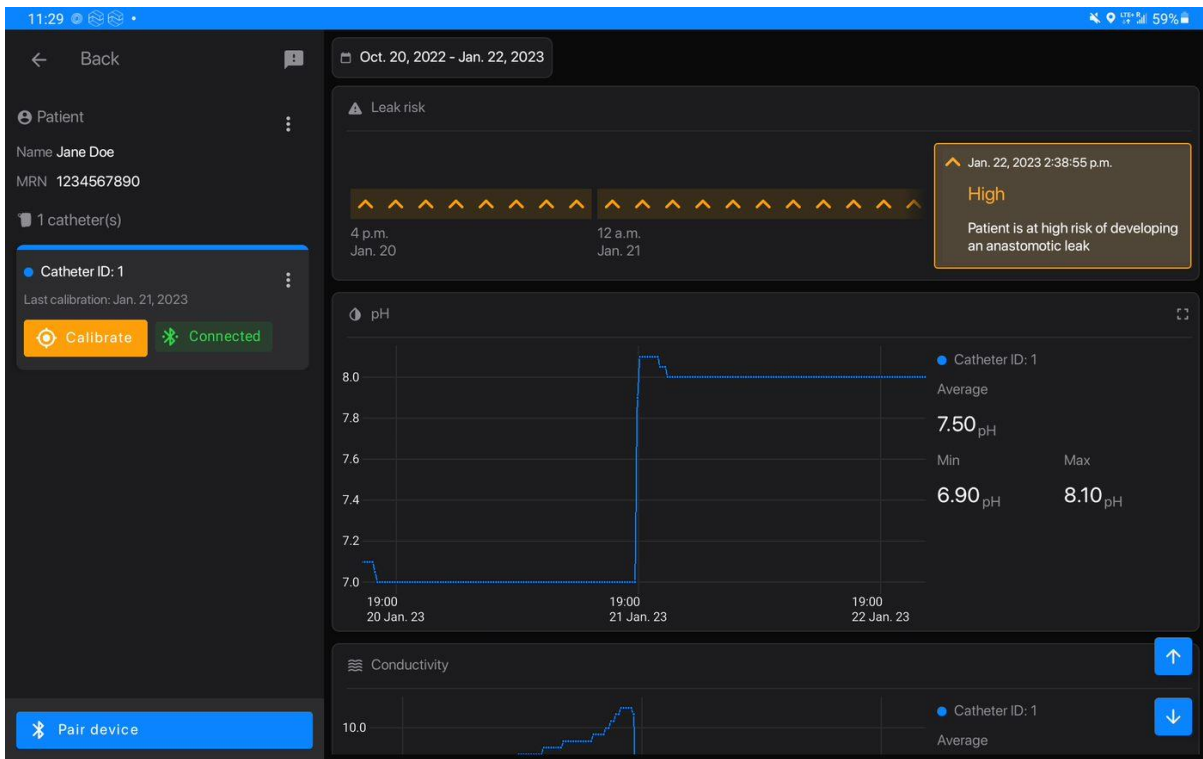 11:29
LTE+ R 59%
Back
Oct. 20, 2022 - Jan. 22, 2023
Patient
Name Jane Doe
MRN 1234567890
1 catheter(s)
Catheter ID: 1
Last calibration: Jan. 21, 2023
Calibrate
Connected
Pair device
Leak risk
4 p.m.
Jan. 20
12 a.m.
Jan. 21
Jan. 22, 2023 2:38:55 p.m.
High
Patient is at high risk of developing
an anastomotic leak
pH
8.0
7.8
7.6
7.4
7.2
7.0
19:00
20 Jan. 23
19:00
21 Jan. 23
19:00
22 Jan. 23
Catheter ID: 1
Average
7.50 pH
Min Max
6.90 pH 8.10 pH
Conductivity
10.0
Catheter ID: 1
Average